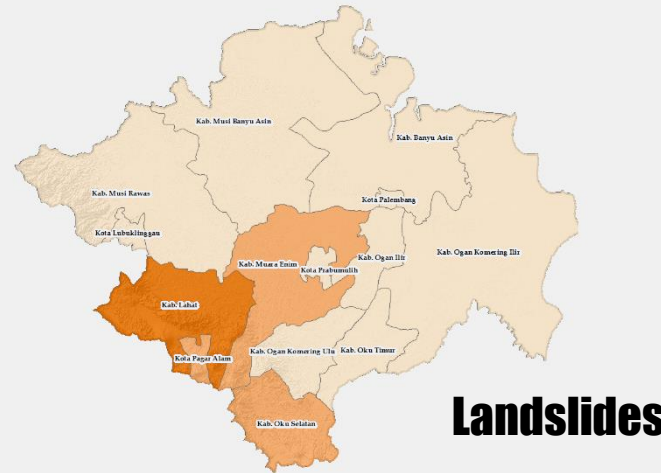 Kab. Musi Banyu Asin
Kab. Banyu Asin
Kab. Musi Rawas
Kota Palembang
Kota Lubuklinggau
Kab. Ogan Komering Ilir
Kab. Ogan Ilir
Kab. Muara Enim
Kota Prabumulih
Kab. Lahat
Kota Pagar Alam
Kab. Ogan Komering Ulu
Kab. Oku Timur
Kab. Oku Selatan
Landslides